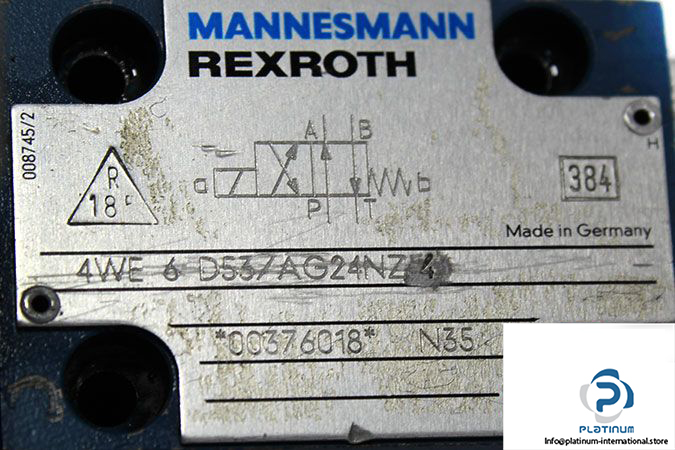 MANNESMANN
REXROTH
008745/2
A B
R
18
a
b
P T
384
H
Made in Germany
4WE 6 D53/AG24NZ4
*00376018* N35
PLATINUM
Info@platinum-international.store